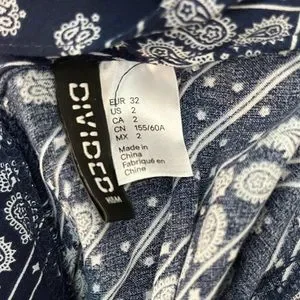 DIVIDED
H&M
EUR 32
US 2
CA 2
CN 155/60A
MX 2
Made in
China
Fabriqué en
Chine